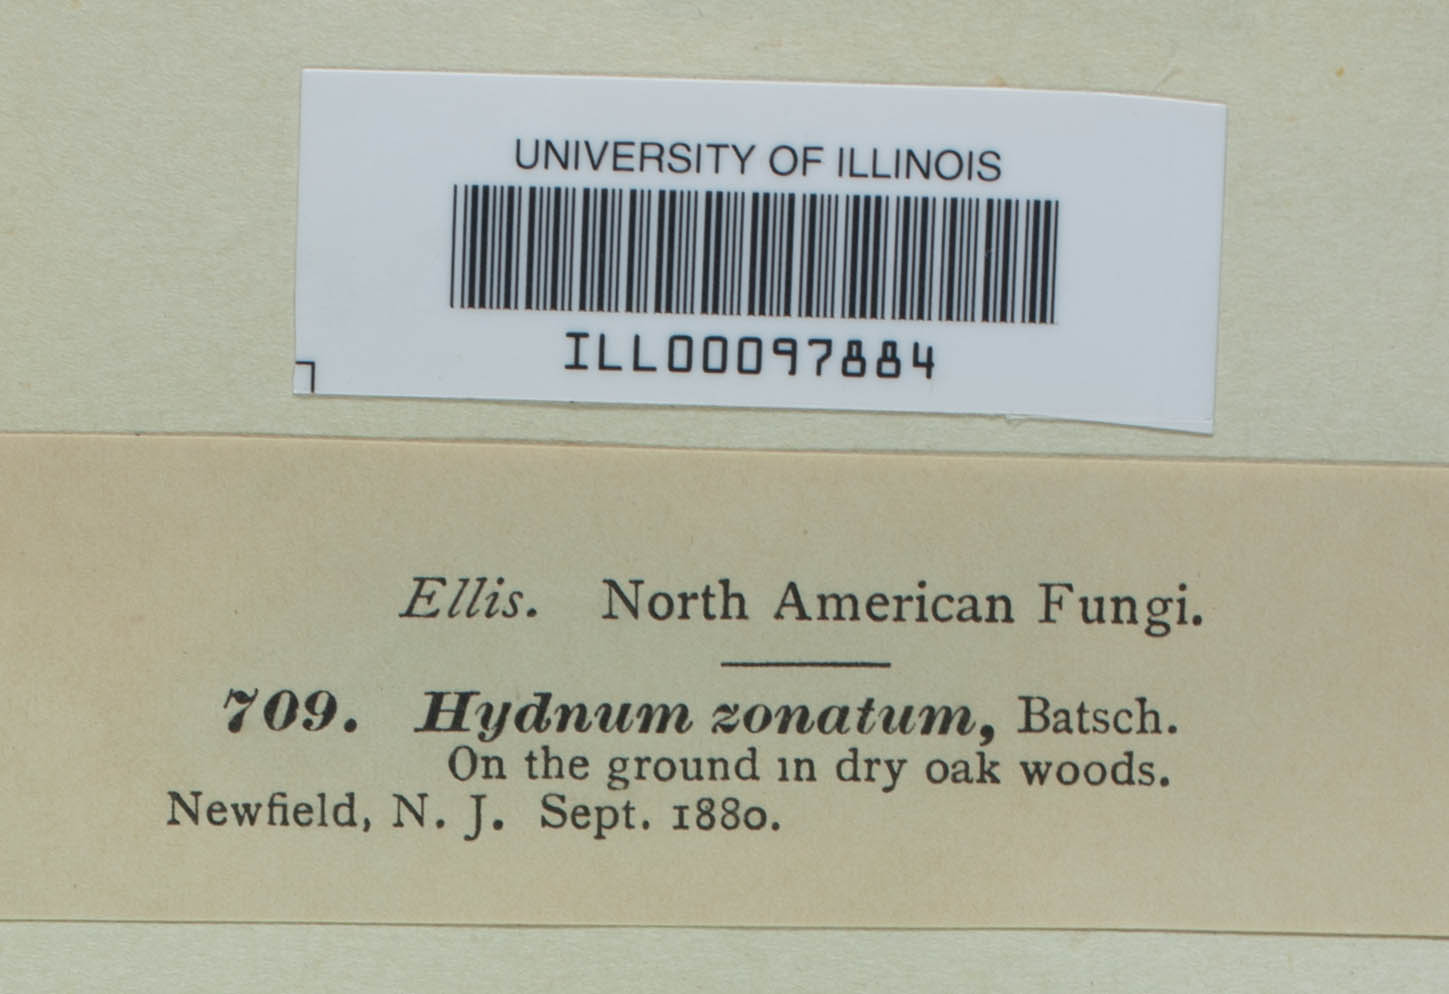 UNIVERSITY OF ILLINOIS
ILL00097884
Ellis. North American Fungi.
709. Hydnum zonatum, Batsch.
On the ground in dry oak woods.
Newfield, N. J. Sept. 1880.